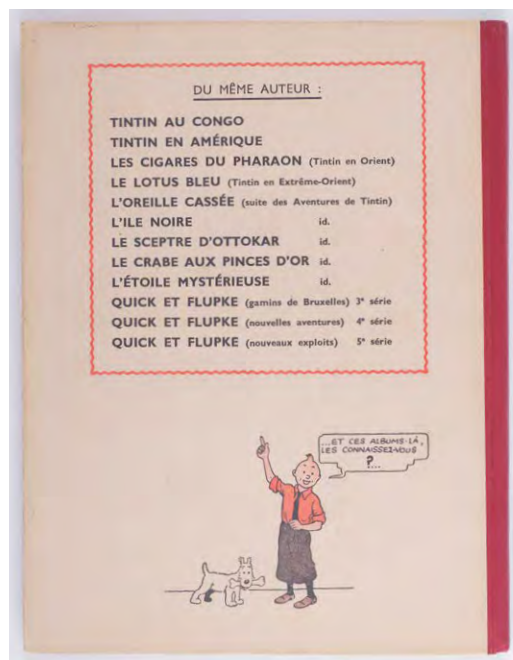 DU MÊME AUTEUR :
TINTIN AU CONGO
TINTIN EN AMÉRIQUE
LES CIGARES DU PHARAON (Tintin en Orient)
LE LOTUS BLEU (Tintin en Extrême-Orient)
L'OREILLE CASSÉE (suite des Aventures de Tintin)
L'ILE NOIRE id.
LE SCEPTRE D'OTTOKAR id.
LE CRABE AUX PINCES D'OR id.
L'ÉTOILE MYSTÉRIEUSE id.
QUICK ET FLUPKE (gamins de Bruxelles) 3e série
QUICK ET FLUPKE (nouvelles aventures) 4e série
QUICK ET FLUPKE (nouveaux exploits) 5e série
...ET CES ALBUMS-LÀ,
LES CONNAISSEZ-VOUS
?...